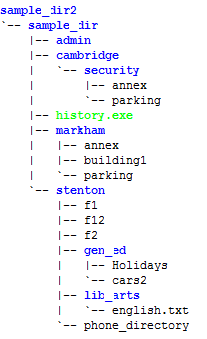 sample_dir2
`-- sample_dir
    |-- admin
    |-- cambridge
    |   `-- security
    |       |-- annex
    |       `-- parking
    |-- history.exe
    |-- markham
    |   |-- annex
    |   |-- building1
    |   `-- parking
    `-- stenton
        |-- f1
        |-- f12
        |-- f2
        |-- gen_ed
        |   |-- Holidays
        |   `-- cars2
        |-- lib_arts
        |   `-- english.txt
        `-- phone_directory